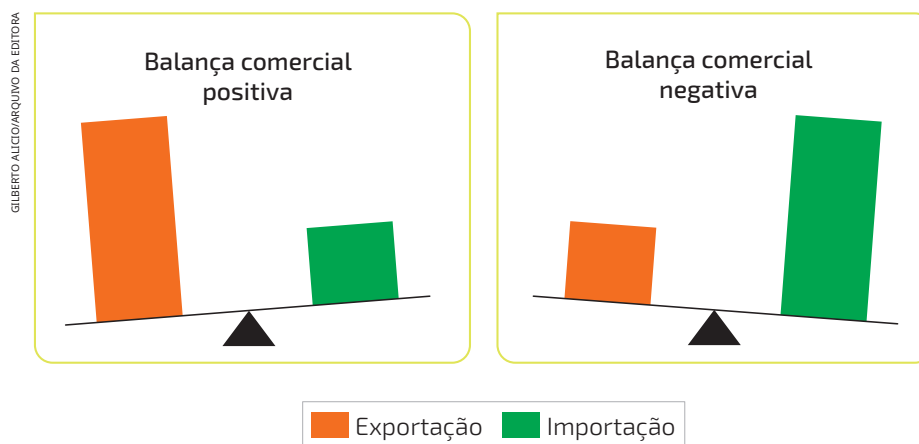 GILBERTO ALICIO/ARQUIVO DA EDITORA
Balança comercial
positiva
Balança comercial
negativa
Exportação
Importação